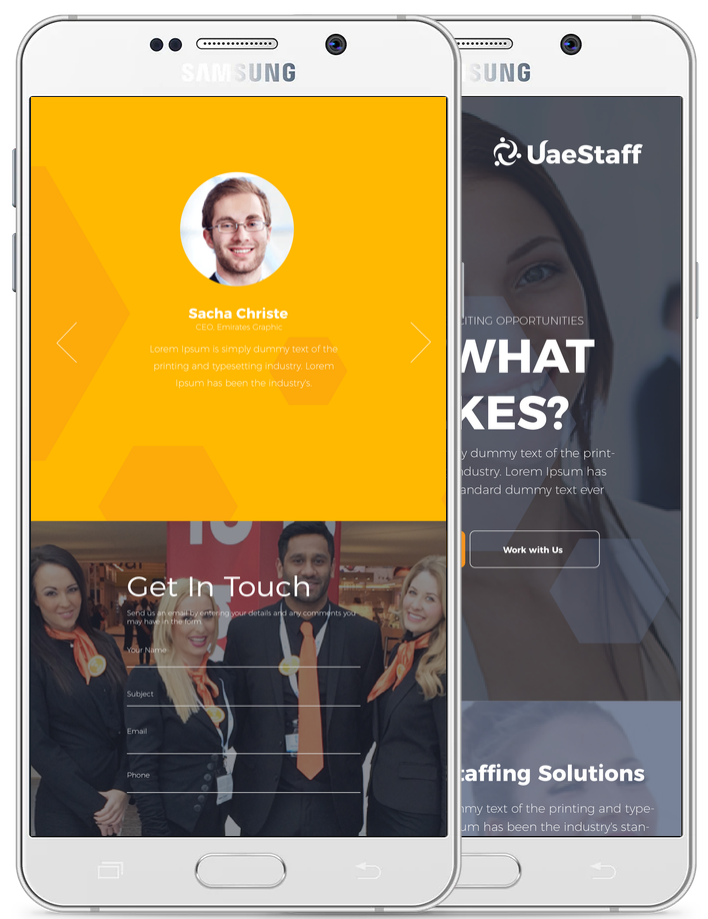 SAMSUNG
Sacha Christe
CEO, Emirates Graphic
Lorem Ipsum is simply dummy text of the
printing and typesetting industry. Lorem
Ipsum has been the industry's.
Get In Touch
Send us an email by entering your details and any comments you
may have in the form
Your Name
Subject
Email
Phone
SUNG
UaeStaff
CITING OPPORTUNITIES
WHAT
KES?
y dummy text of the print-
ndustry. Lorem Ipsum has
andard dummy text ever
Work with Us
taffing Solutions
mmy text of the printing and type-
um has been the industry's stan-